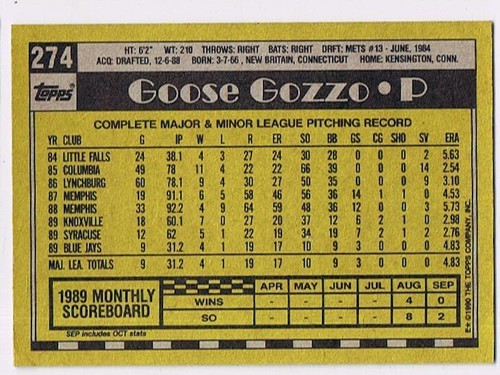 274
HT: 6'2" WT: 210 THROWS: RIGHT BATS: RIGHT DRFT: METS #13 - JUNE, 1984
ACQ: DRAFTED, 12-6-88 BORN: 3-7-66, NEW BRITAIN, CONNECTICUT HOME: KENSINGTON, CONN.
Topps GOOSE GOZZO • P
COMPLETE MAJOR & MINOR LEAGUE PITCHING RECORD
YR CLUB G IP W L R ER SO BB GS CG SHO SV ERA
84 LITTLE FALLS 24 38.1 4 3 27 24 30 28 0 0 0 2 5.63
85 COLUMBIA 49 78 11 4 22 22 66 39 0 0 0 14 2.54
86 LYNCHBURG 60 78.1 9 4 30 27 50 35 0 0 0 9 3.10
87 MEMPHIS 19 91.1 6 5 58 46 56 36 14 1 0 0 4.53
88 MEMPHIS 33 92.2 4 9 64 59 48 36 12 0 0 3 5.73
89 KNOXVILLE 18 60.1 7 0 27 20 37 12 6 2 1 0 2.98
89 SYRACUSE 12 62 5 1 22 19 34 19 7 2 1 2 2.76
89 BLUE JAYS 9 31.2 4 1 19 17 10 9 3 0 0 0 4.83
MAJ. LEA. TOTALS 9 31.2 4 1 19 17 10 9 3 0 0 0 4.83
1989 MONTHLY SCOREBOARD
APR MAY JUN JUL AUG SEP
WINS - - - - 4 0
SO - - - - 8 2
SEP includes OCT stats
E* ©1990 THE TOPPS COMPANY, INC.